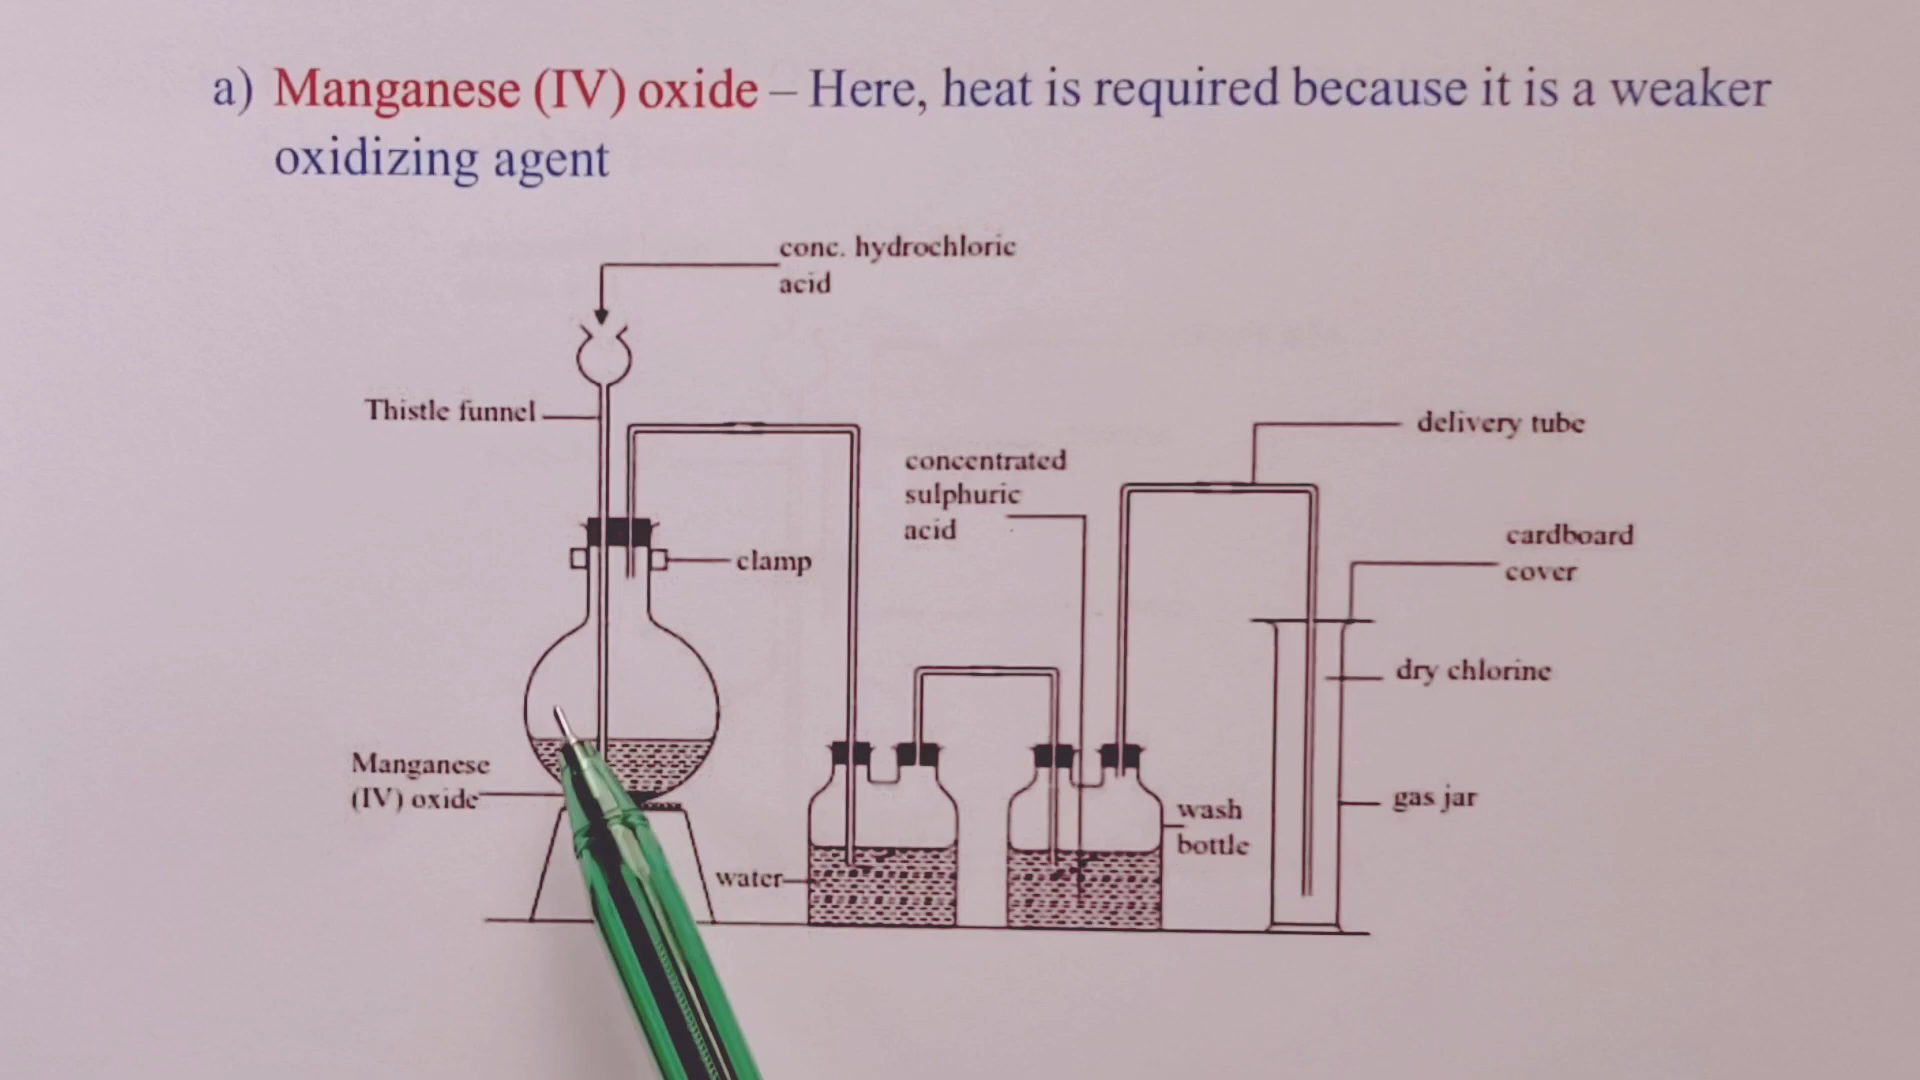 a) Manganese (IV) oxide – Here, heat is required because it is a weaker
oxidizing agent
conc. hydrochloric
acid
Thistle funnel
delivery tube
concentrated
sulphuric
acid
clamp
cardboard
cover
dry chlorine
Manganese
(IV) oxide
gas jar
wash
bottle
water